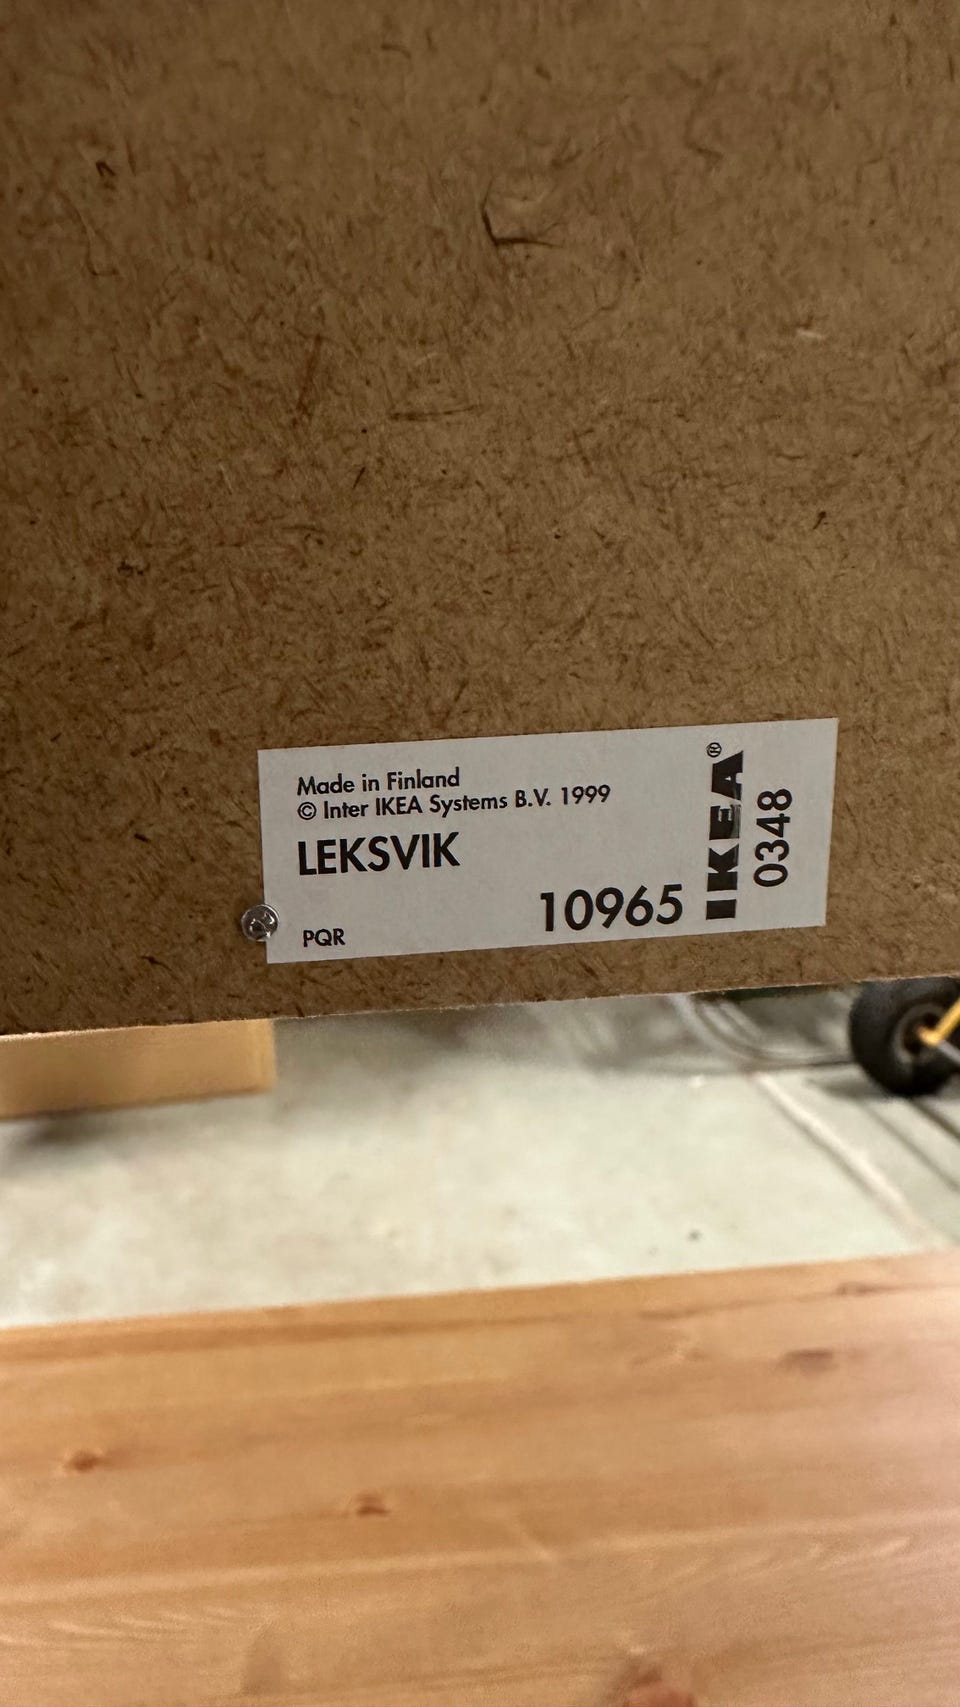 Made in Finland
© Inter IKEA Systems B.V. 1999
LEKSVIK
10965
PQR
IKEA®
0348